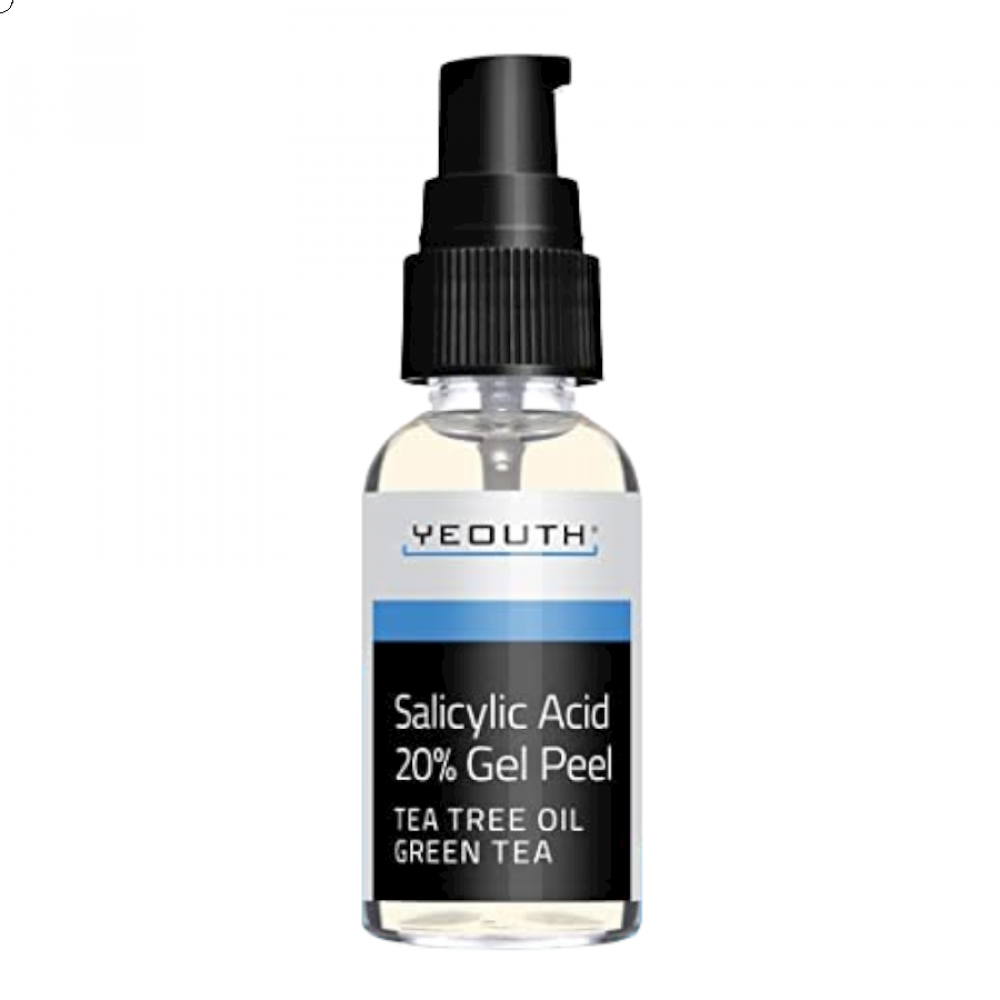 YEOUTH®
Salicylic Acid
20% Gel Peel
TEA TREE OIL
GREEN TEA